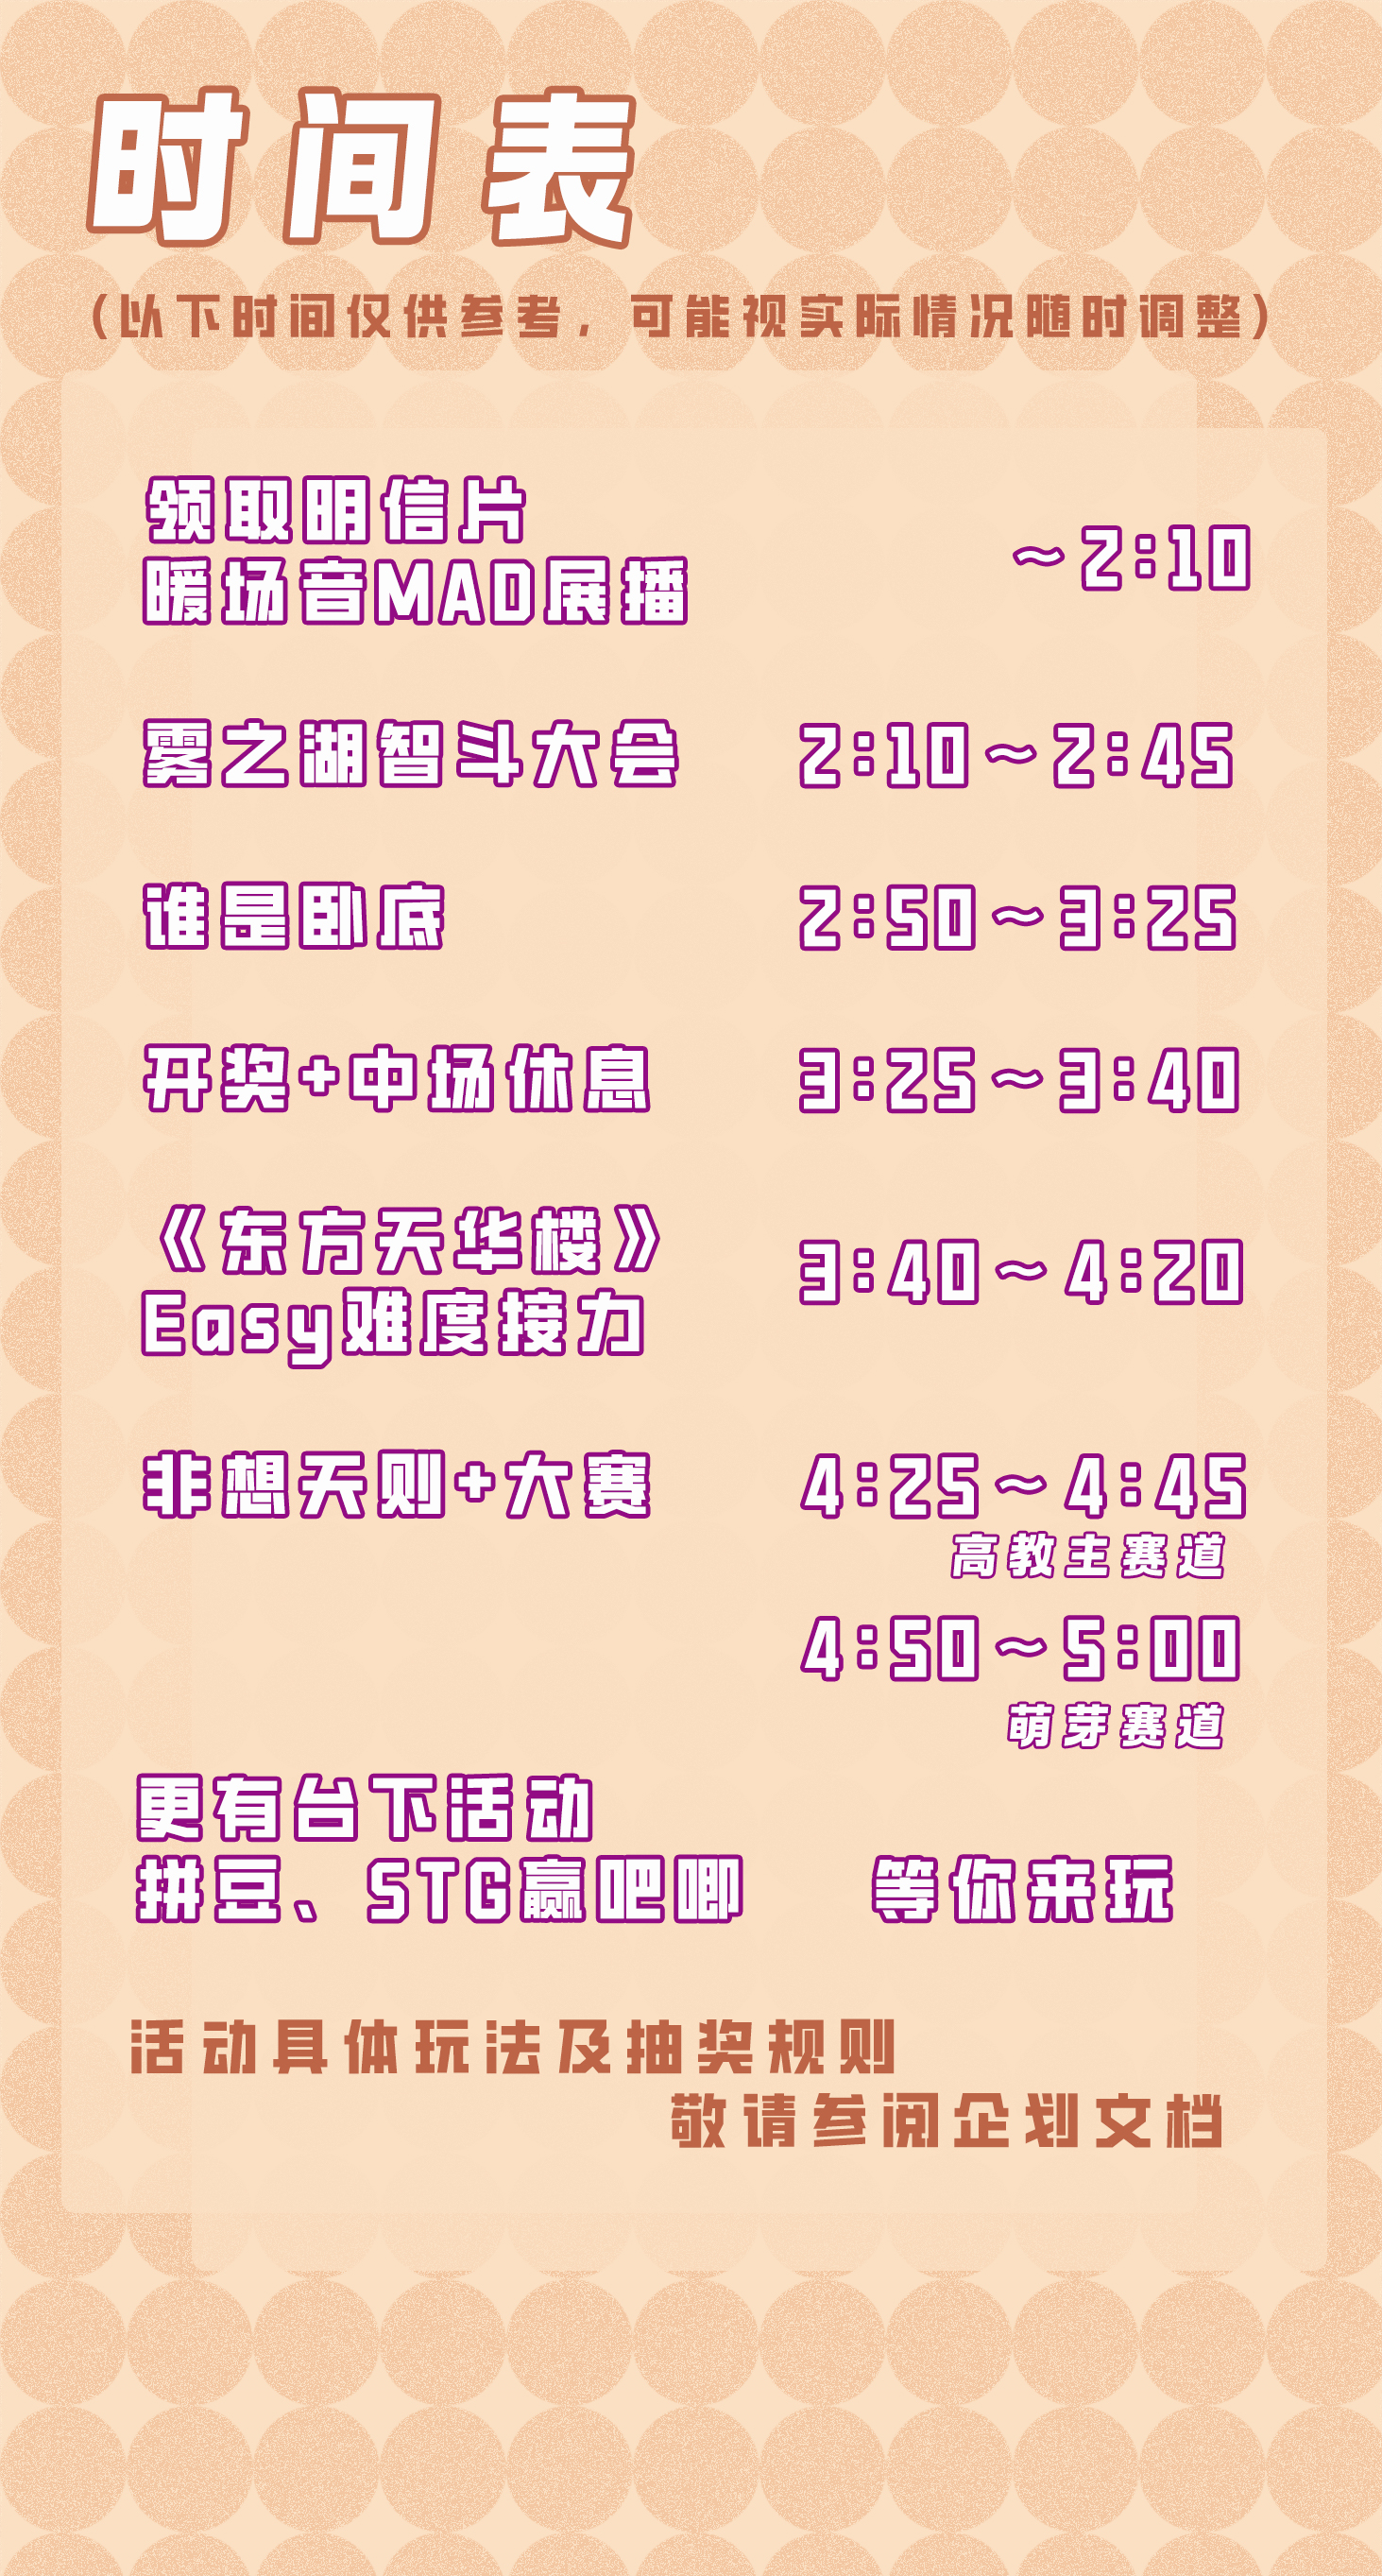 时间表
(以下时间仅供参考，可能视实际情况随时调整)
领取明信片
暖场音MAD展播
~2:10
雾之湖智斗大会 2:10~2:45
谁是卧底 2:50~3:25
开奖+中场休息 3:25~3:40
《东方天华楼》
Easy难度接力
3:40~4:20
非想天则+大赛 4:25~4:45
高教主赛道
4:50~5:00
萌芽赛道
更有台下活动
拼豆、STG赢吧唧 等你来玩
活动具体玩法及抽奖规则
敬请参阅企划文档